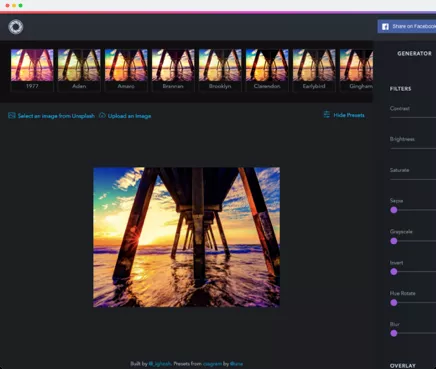 Share on Facebook
GENERATOR
1977 Aden Amaro Brannan Brooklyn Clarendon Earlybird Gingham
FILTERS
Select an Image from Unsplash Upload an Image Hide Presets
Contrast
Brightness
Saturate
Sepia
Grayscale
Invert
Hue Rotate
Blur
Built by @_ighosh. Presets from cssgram by @una
OVERLAY